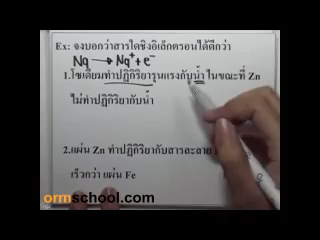 Ex: จงบอกว่าสารใดชิงอิเล็กตรอนได้ดีกว่า
Na → Na⁺ + e⁻
1.โซเดียมทำปฏิกิริยารุนแรงกับน้ำ ในขณะที่ Zn
ไม่ทำปฏิกิริยากับน้ำ
2.แผ่น Zn ทำปฏิกิริยากับสารละลาย
เร็วกว่า แผ่น Fe
ormschool.com